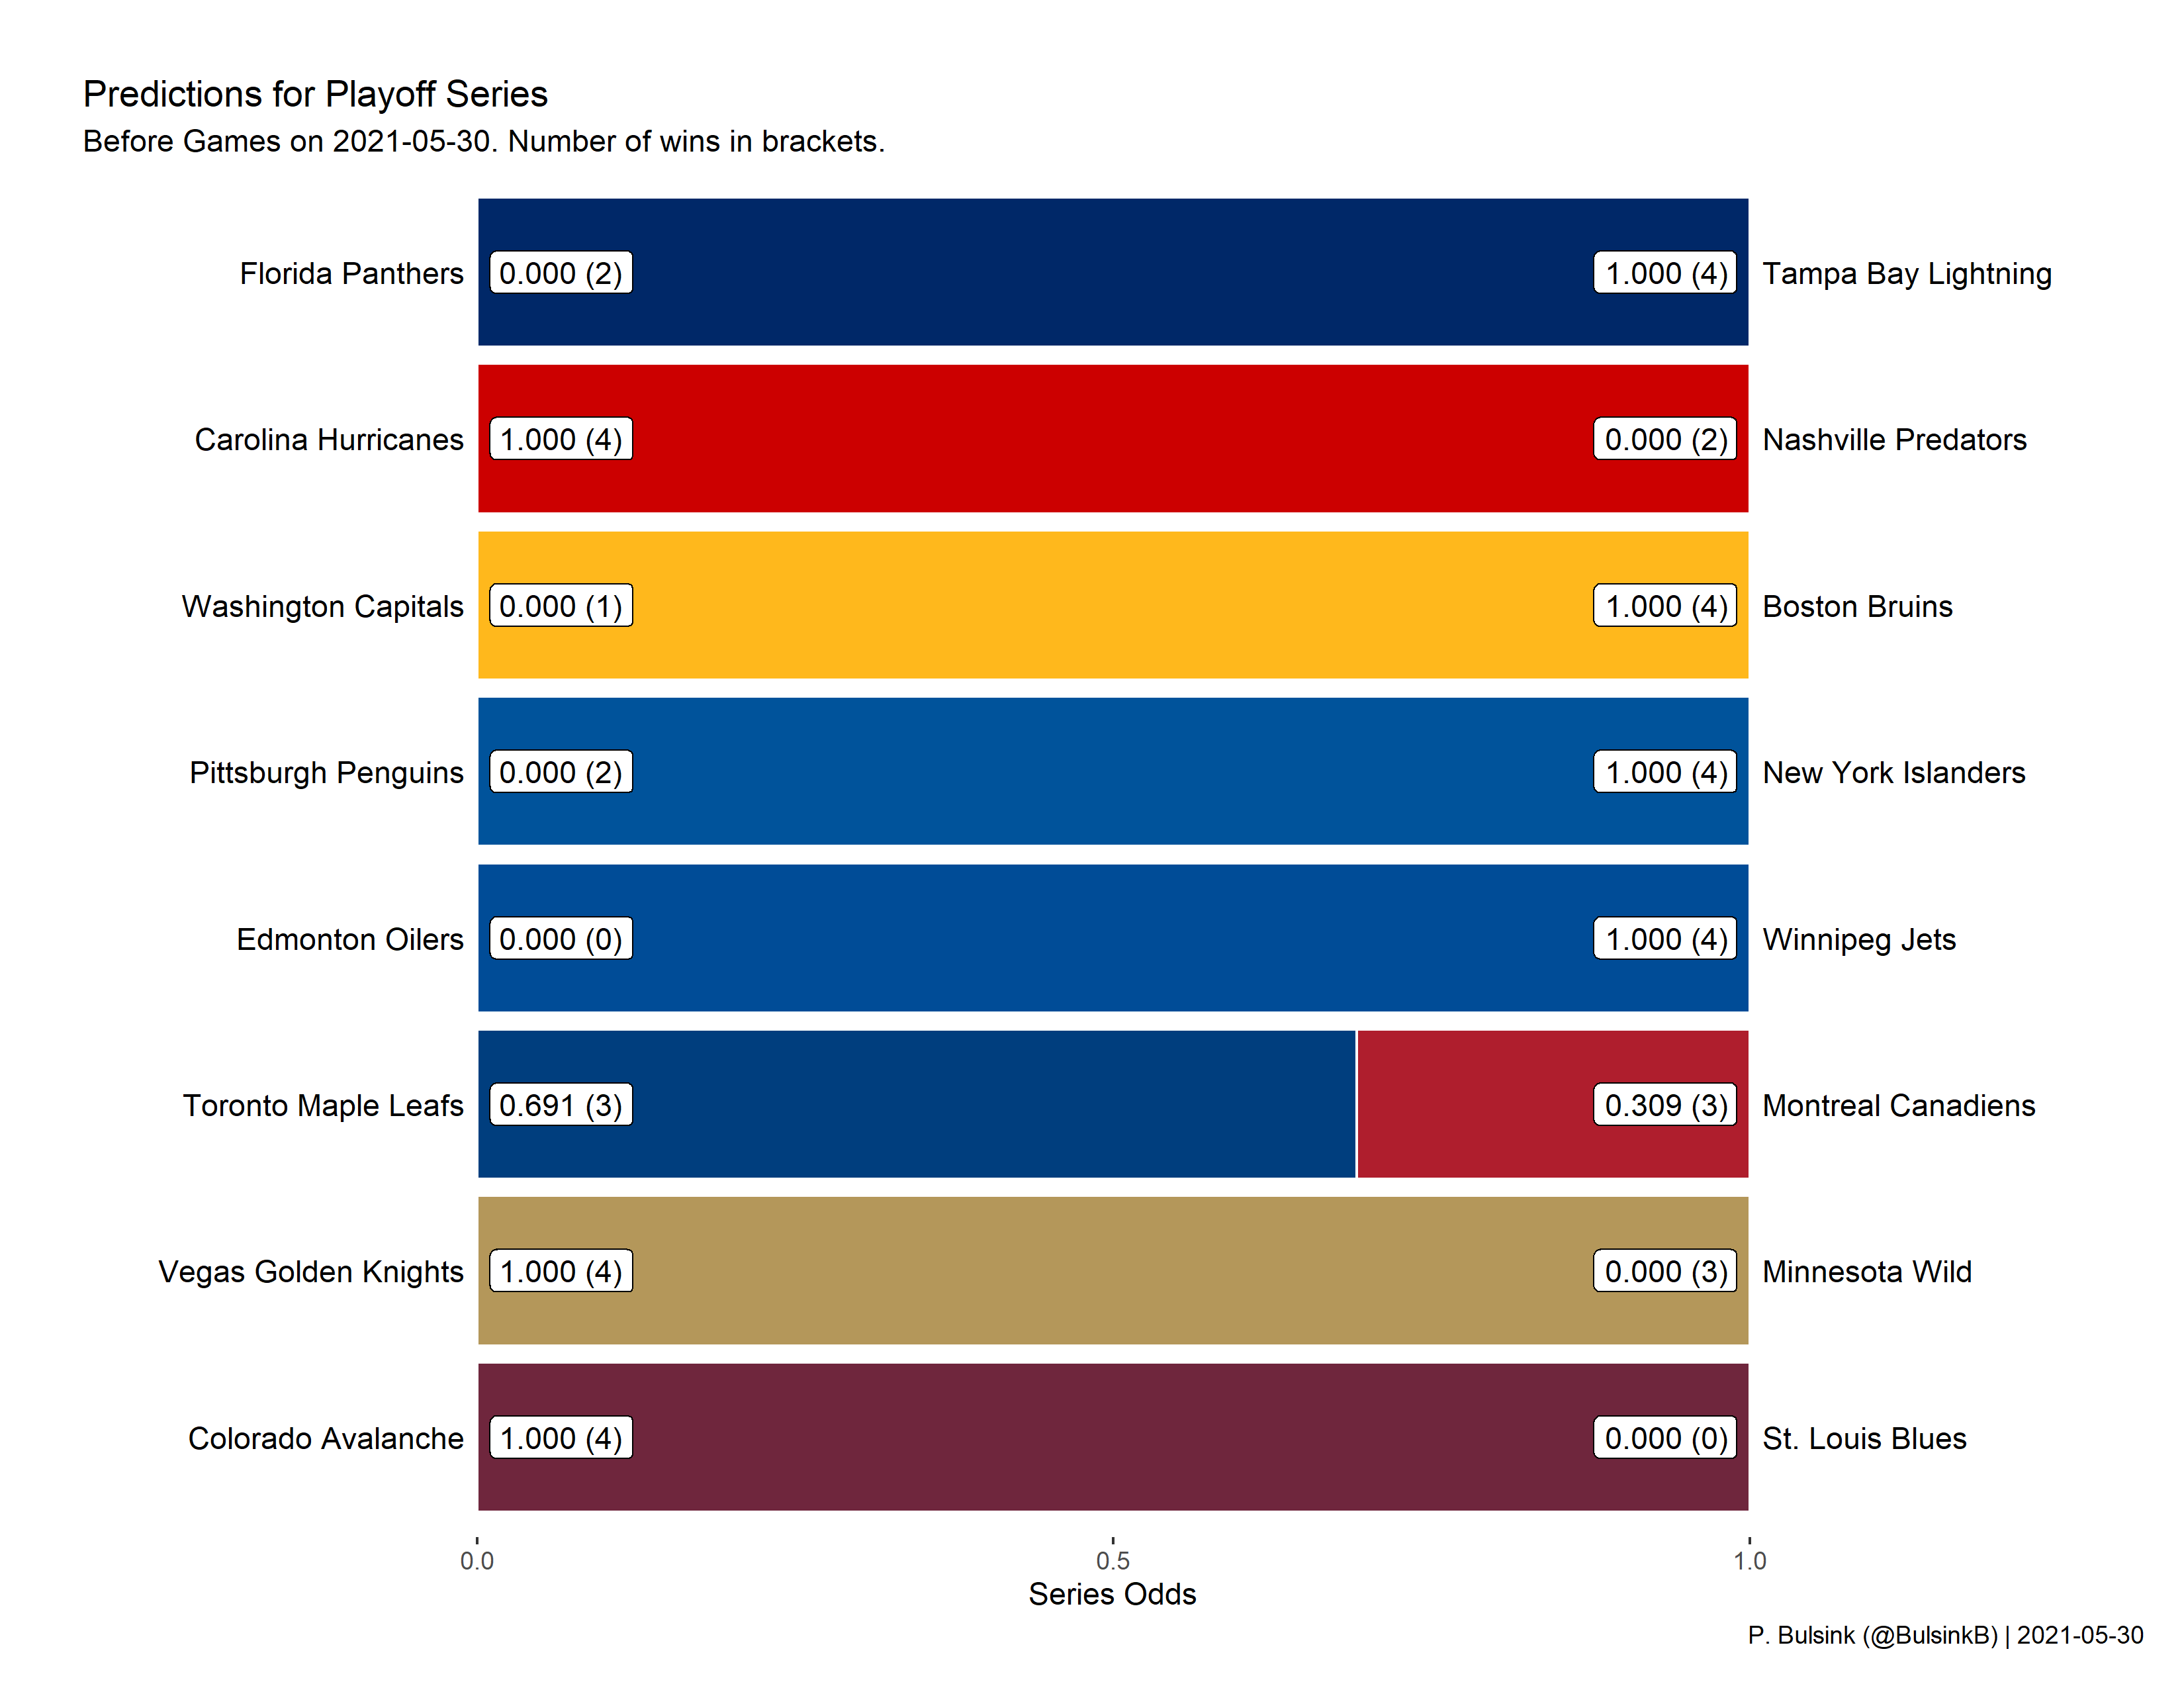 Predictions for Playoff Series
Before Games on 2021-05-30. Number of wins in brackets.
Florida Panthers 0.000 (2) 1.000 (4) Tampa Bay Lightning
Carolina Hurricanes 1.000 (4) 0.000 (2) Nashville Predators
Washington Capitals 0.000 (1) 1.000 (4) Boston Bruins
Pittsburgh Penguins 0.000 (2) 1.000 (4) New York Islanders
Edmonton Oilers 0.000 (0) 1.000 (4) Winnipeg Jets
Toronto Maple Leafs 0.691 (3) 0.309 (3) Montreal Canadiens
Vegas Golden Knights 1.000 (4) 0.000 (3) Minnesota Wild
Colorado Avalanche 1.000 (4) 0.000 (0) St. Louis Blues
0.0 0.5 1.0
Series Odds
P. Bulsink (@BulsinkB) | 2021-05-30